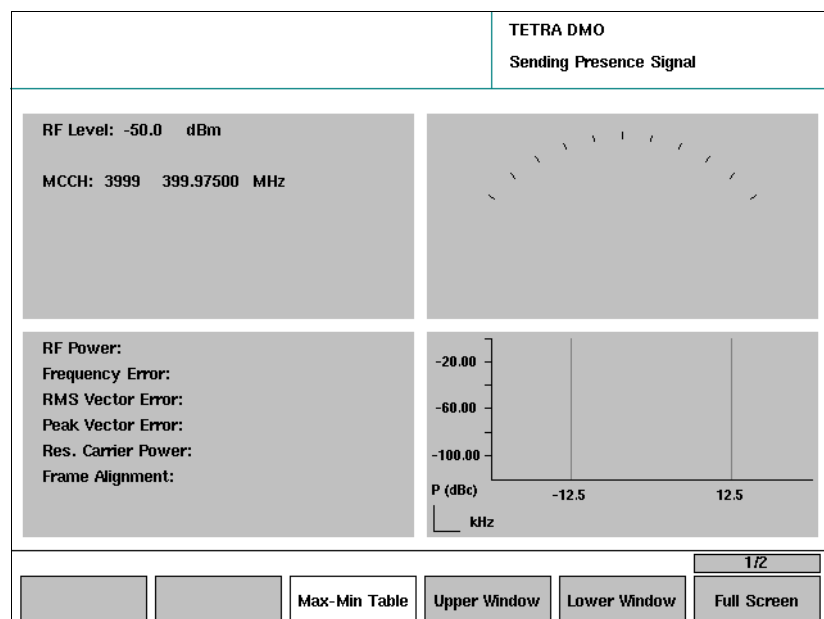 TETRA DMO
Sending Presence Signal
RF Level: -50.0 dBm
MCCH: 3999 399.97500 MHz
RF Power:
Frequency Error:
RMS Vector Error:
Peak Vector Error:
Res. Carrier Power:
Frame Alignment:
-20.00
-60.00
-100.00
P (dBc)
-12.5 12.5
kHz
1/2
Max-Min Table Upper Window Lower Window Full Screen